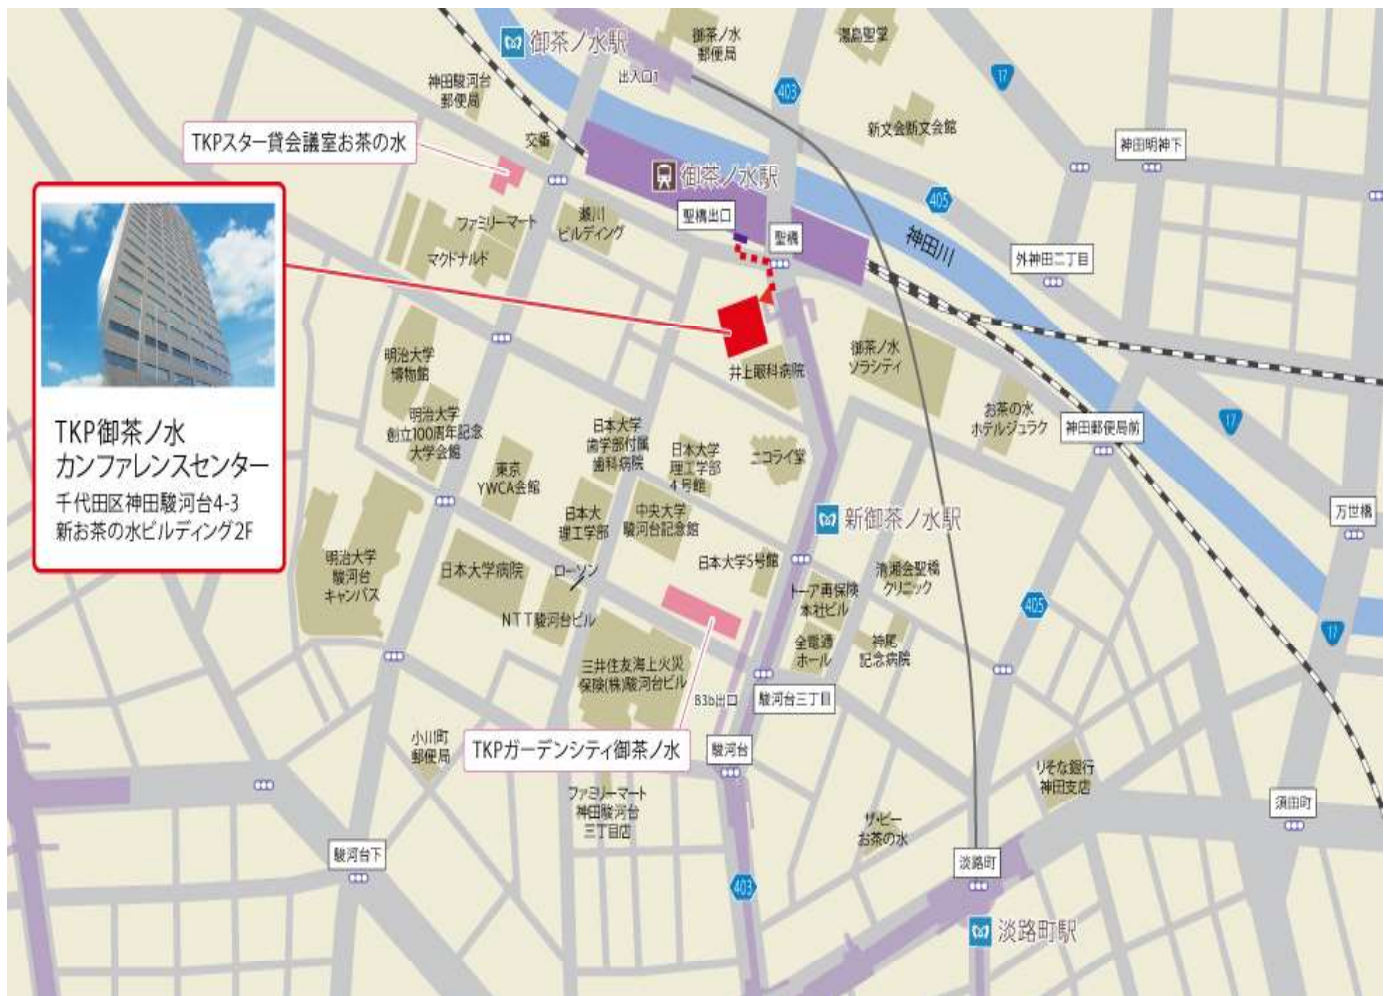 御茶ノ水駅
御茶ノ水
郵便局
湯島聖堂
出入口1
神田駿河台
郵便局
403
17
新文会断文会館
交番
TKPスター貸会議室お茶の水
神田明神下
御茶ノ水駅
405
聖橋出口
聖橋
神田川
外神田二丁目
ファミリーマート
瀬川
ビルディング
マクドナルド
TKP御茶ノ水
カンファレンスセンター
千代田区神田駿河台4-3
新お茶の水ビルディング2F
明治大学
博物館
井上眼科病院
御茶ノ水
ソラシティ
お茶の水
ホテルジュラク
神田郵便局前
17
明治大学
創立100周年記念
大学会館
日本大学
歯学部付属
歯科病院
日本大学
理工学部
4号館
ニコライ堂
東京
YWCA会館
日本大
理工学部
中央大学
駿河台記念館
新御茶ノ水駅
万世橋
明治大学
駿河台
キャンパス
日本大学病院
ローソン
日本大学5号館
トーア再保険
本社ビル
清瀬会聖橋
クリニック
405
17
NTT駿河台ビル
全電通
ホール
神尾
記念病院
三井住友海上火災
保険(株)駿河台ビル
B3b出口
駿河台三丁目
小川町
郵便局
TKPガーデンシティ御茶ノ水
駿河台
りそな銀行
神田支店
ファミリーマート
神田駿河台
三丁目店
ザ・ビー
お茶の水
須田町
駿河台下
淡路町
403
淡路町駅